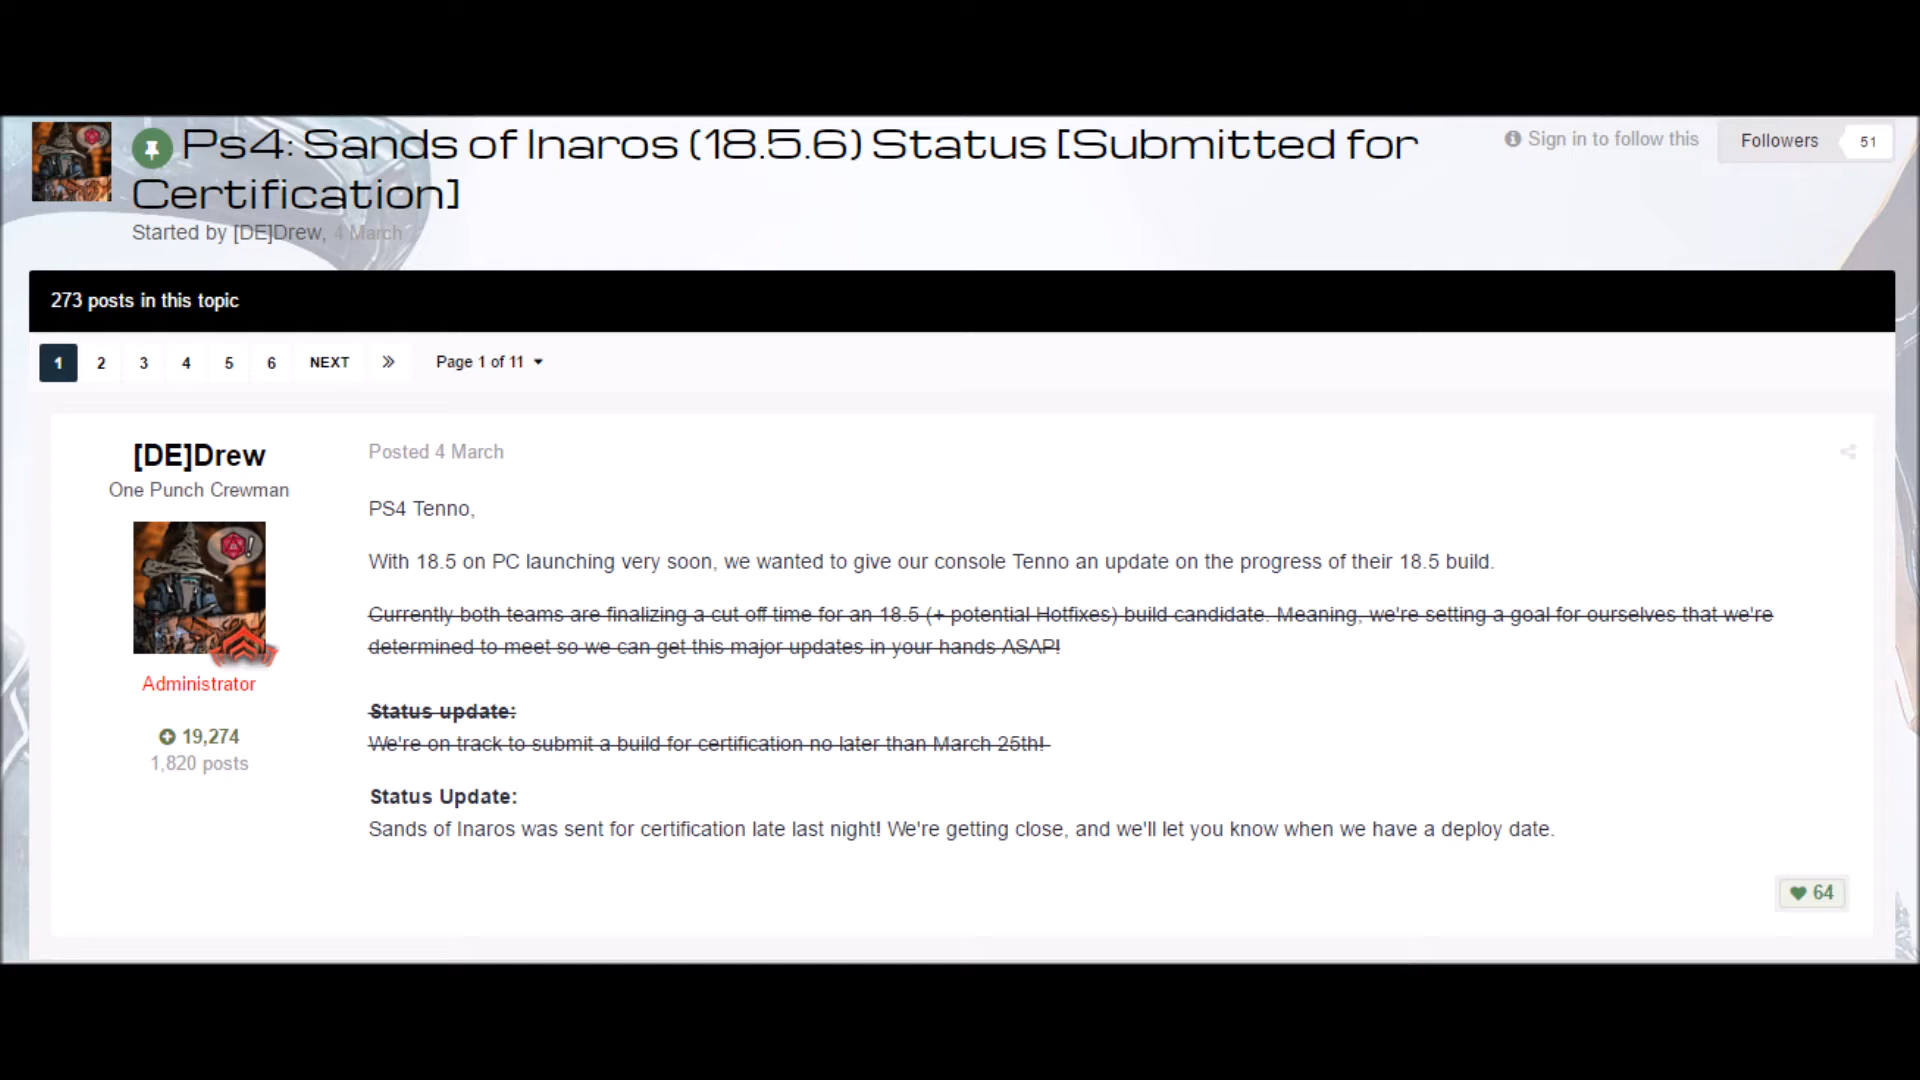 Ps4: Sands of Inaros (18.5.6) Status [Submitted for
Certification]
Started by [DE]Drew, 4 March
Sign in to follow this
Followers 51
273 posts in this topic
1 2 3 4 5 6 NEXT » Page 1 of 11
[DE]Drew
One Punch Crewman
Administrator
19,274
1,820 posts
Posted 4 March
PS4 Tenno,
With 18.5 on PC launching very soon, we wanted to give our console Tenno an update on the progress of their 18.5 build.
Currently both teams are finalizing a cut off time for an 18.5 (+ potential Hotfixes) build candidate. Meaning, we're setting a goal for ourselves that we're
determined to meet so we can get this major updates in your hands ASAP!
Status update:
We're on track to submit a build for certification no later than March 25th!
Status Update:
Sands of Inaros was sent for certification late last night! We're getting close, and we'll let you know when we have a deploy date.
64